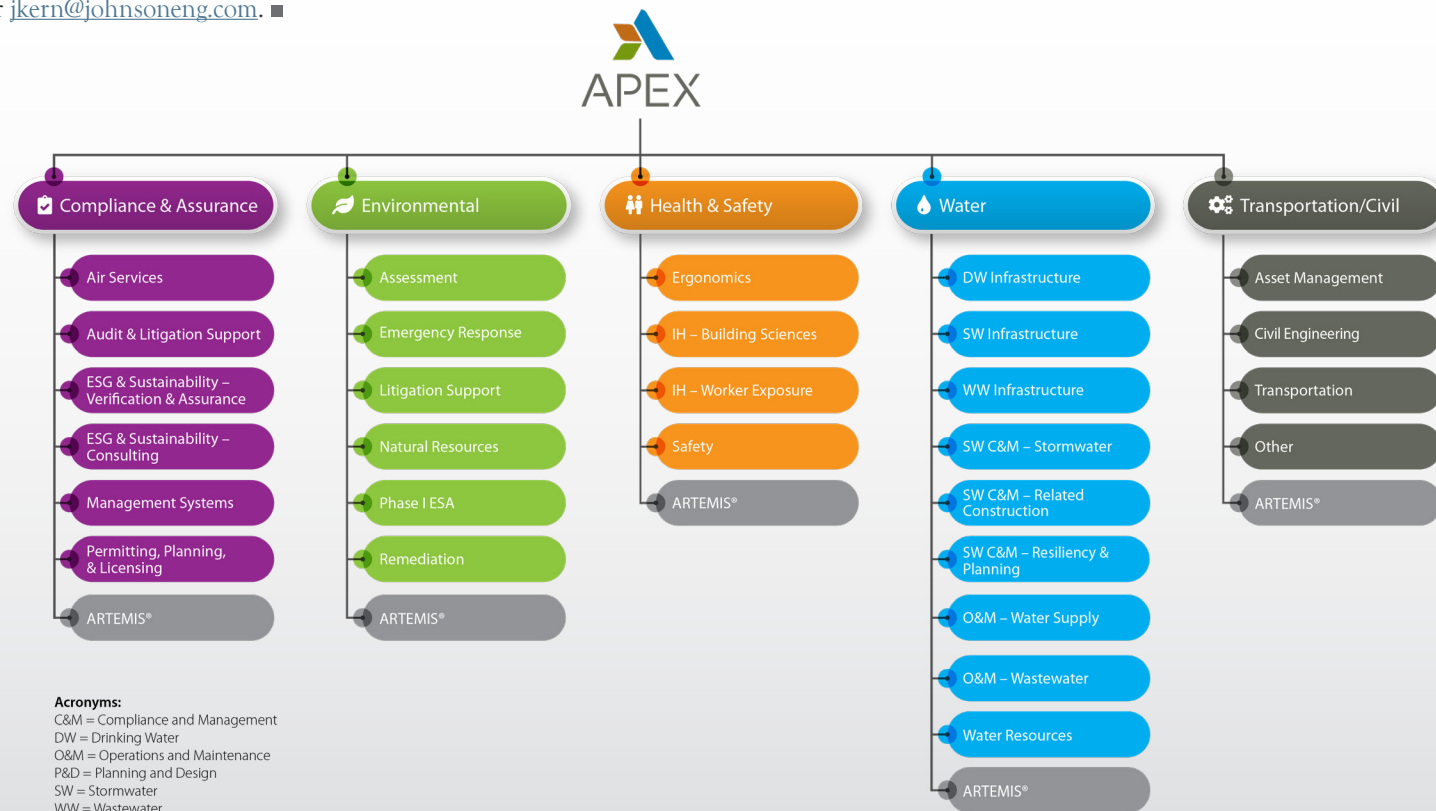 jkern@johnsoneng.com. ■
APEX
Compliance & Assurance
Air Services
Audit & Litigation Support
ESG & Sustainability –
Verification & Assurance
ESG & Sustainability –
Consulting
Management Systems
Permitting, Planning,
& Licensing
ARTEMIS®
Environmental
Assessment
Emergency Response
Litigation Support
Natural Resources
Phase I ESA
Remediation
ARTEMIS®
Health & Safety
Ergonomics
IH – Building Sciences
IH – Worker Exposure
Safety
ARTEMIS®
Water
DW Infrastructure
SW Infrastructure
WW Infrastructure
SW C&M – Stormwater
SW C&M – Related
Construction
SW C&M – Resiliency &
Planning
O&M – Water Supply
O&M – Wastewater
Water Resources
ARTEMIS®
Transportation/Civil
Asset Management
Civil Engineering
Transportation
Other
ARTEMIS®
Acronyms:
C&M = Compliance and Management
DW = Drinking Water
O&M = Operations and Maintenance
P&D = Planning and Design
SW = Stormwater
WW = Wastewater